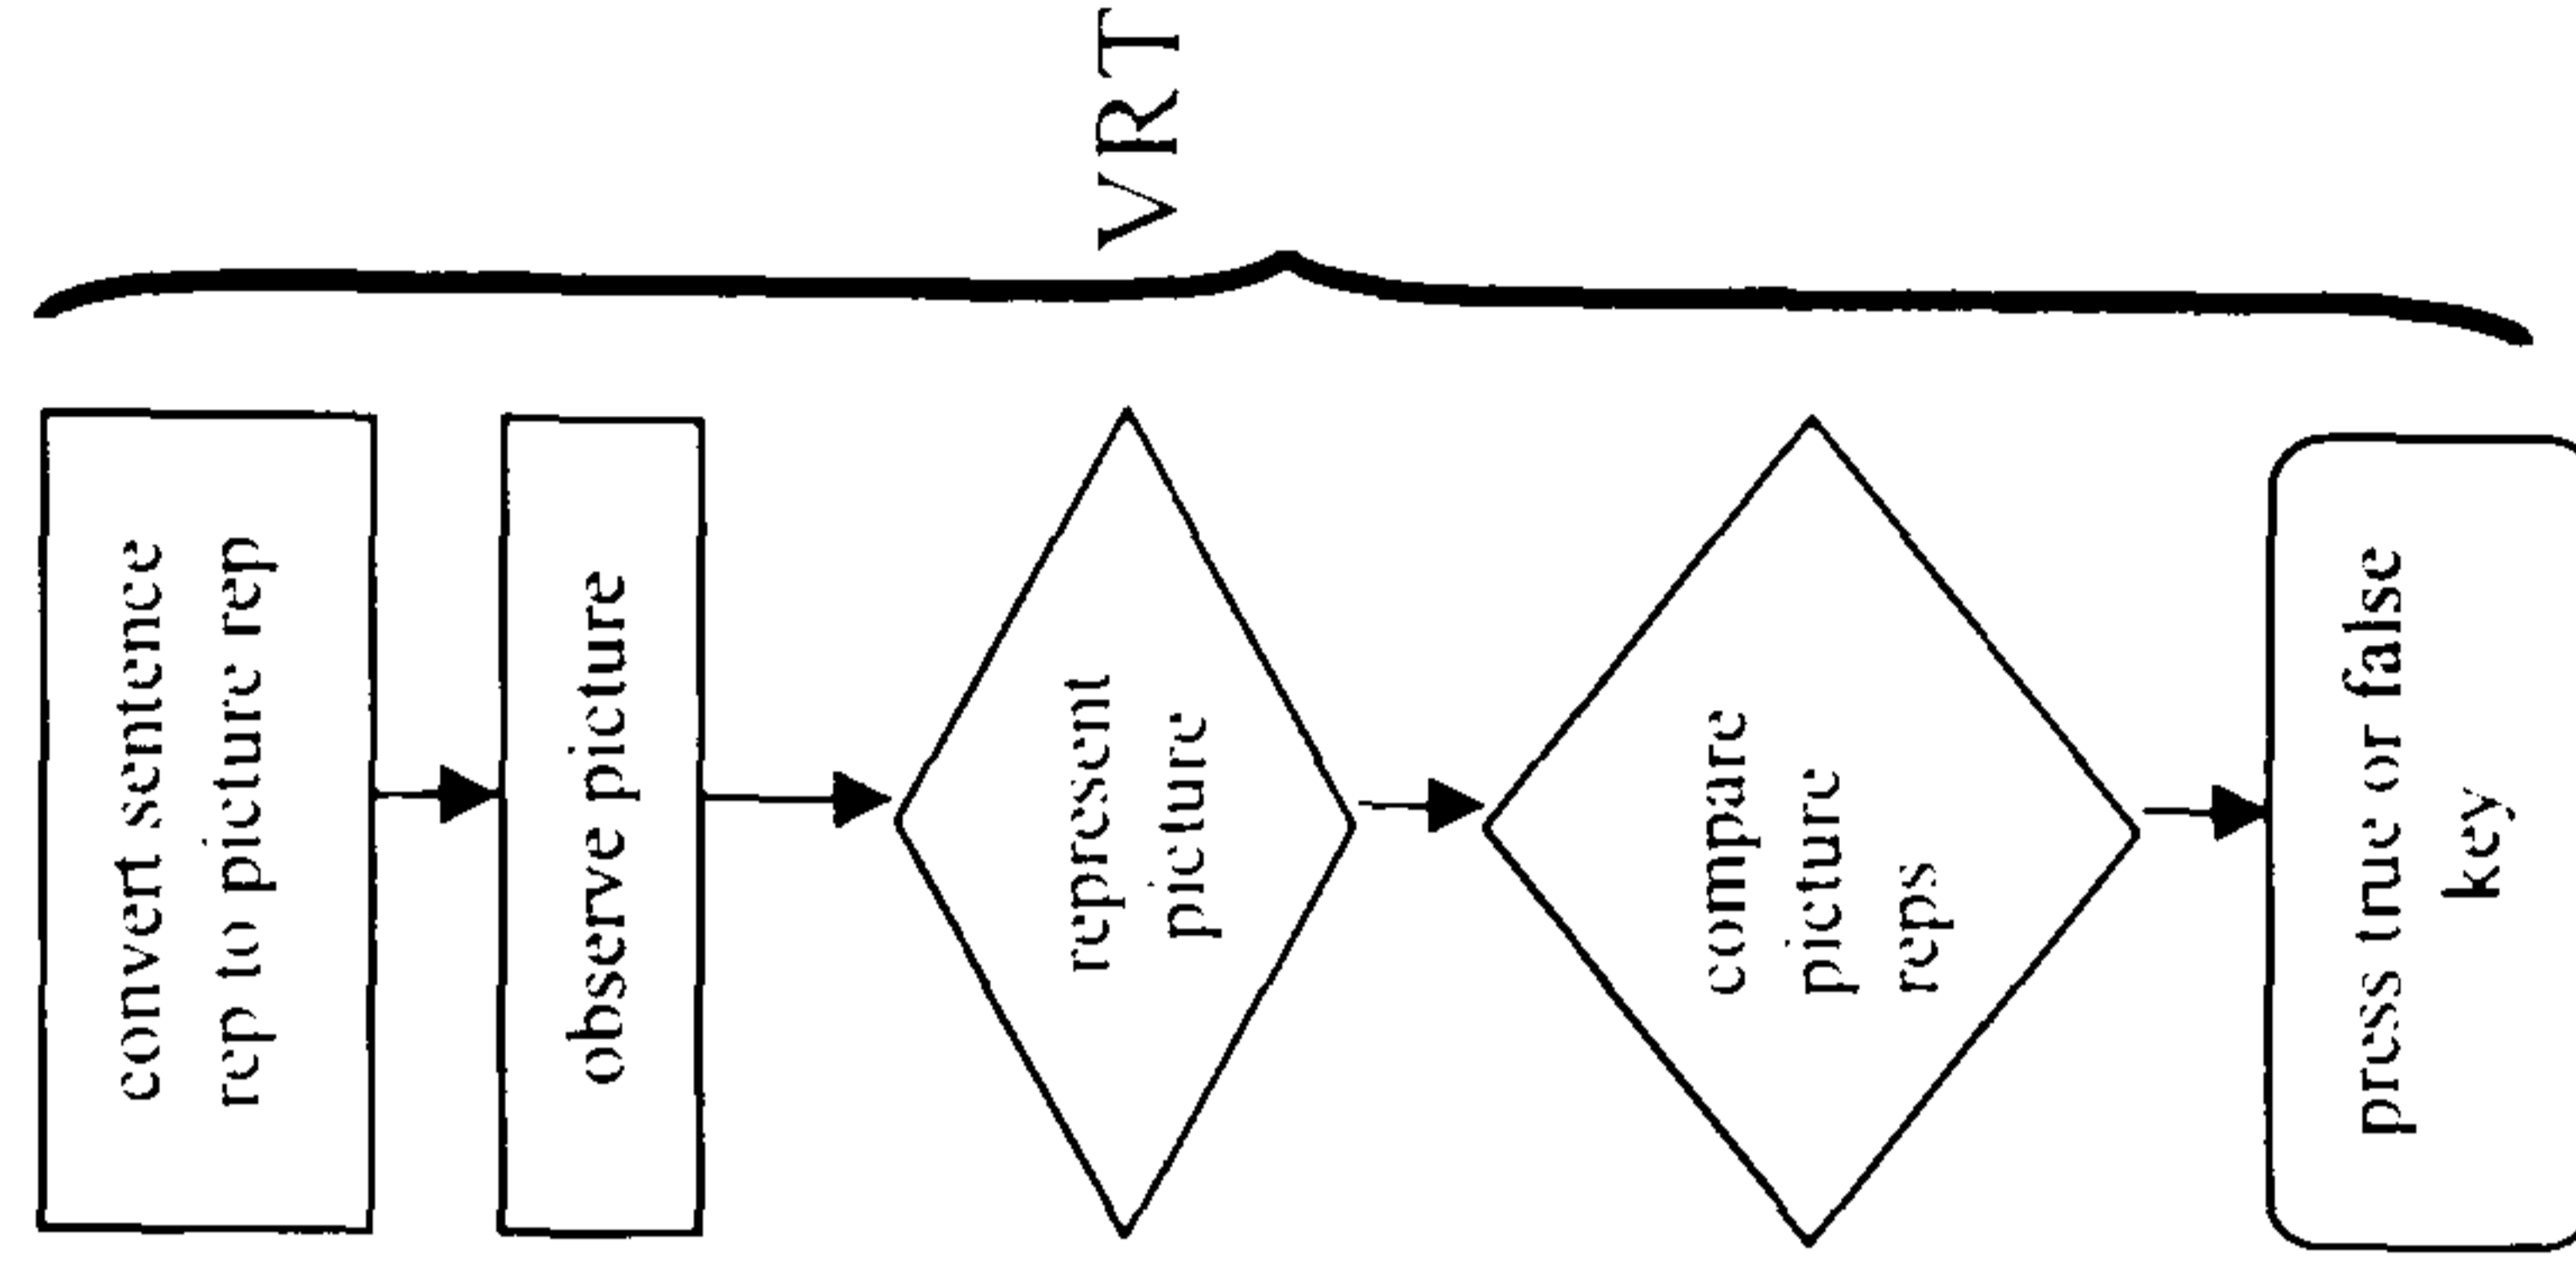 convert sentence
rep to picture rep
observe picture
represent
picture
compare
picture
reps
press true or false
key
VRT